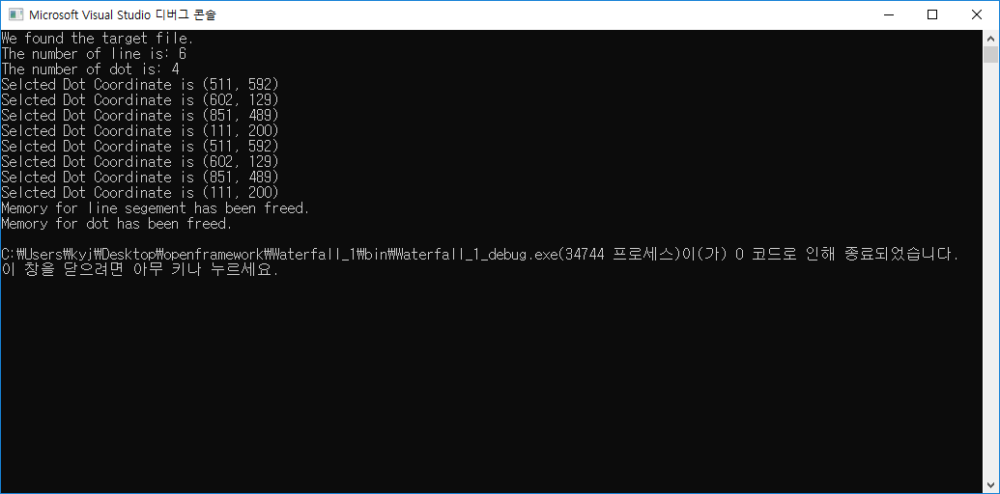 Microsoft Visual Studio 디버그 콘솔
We found the target file.
The number of line is: 6
The number of dot is: 4
Selcted Dot Coordinate is (511, 592)
Selcted Dot Coordinate is (602, 129)
Selcted Dot Coordinate is (851, 489)
Selcted Dot Coordinate is (111, 200)
Selcted Dot Coordinate is (511, 592)
Selcted Dot Coordinate is (602, 129)
Selcted Dot Coordinate is (851, 489)
Selcted Dot Coordinate is (111, 200)
Memory for line segement has been freed.
Memory for dot has been freed.
C:₩Users₩kyj₩Desktop₩openframework₩Waterfall_1₩bin₩Waterfall_1_debug.exe(34744 프로세스)이(가) 0 코드로 인해 종료되었습니다.
이 창을 닫으려면 아무 키나 누르세요.